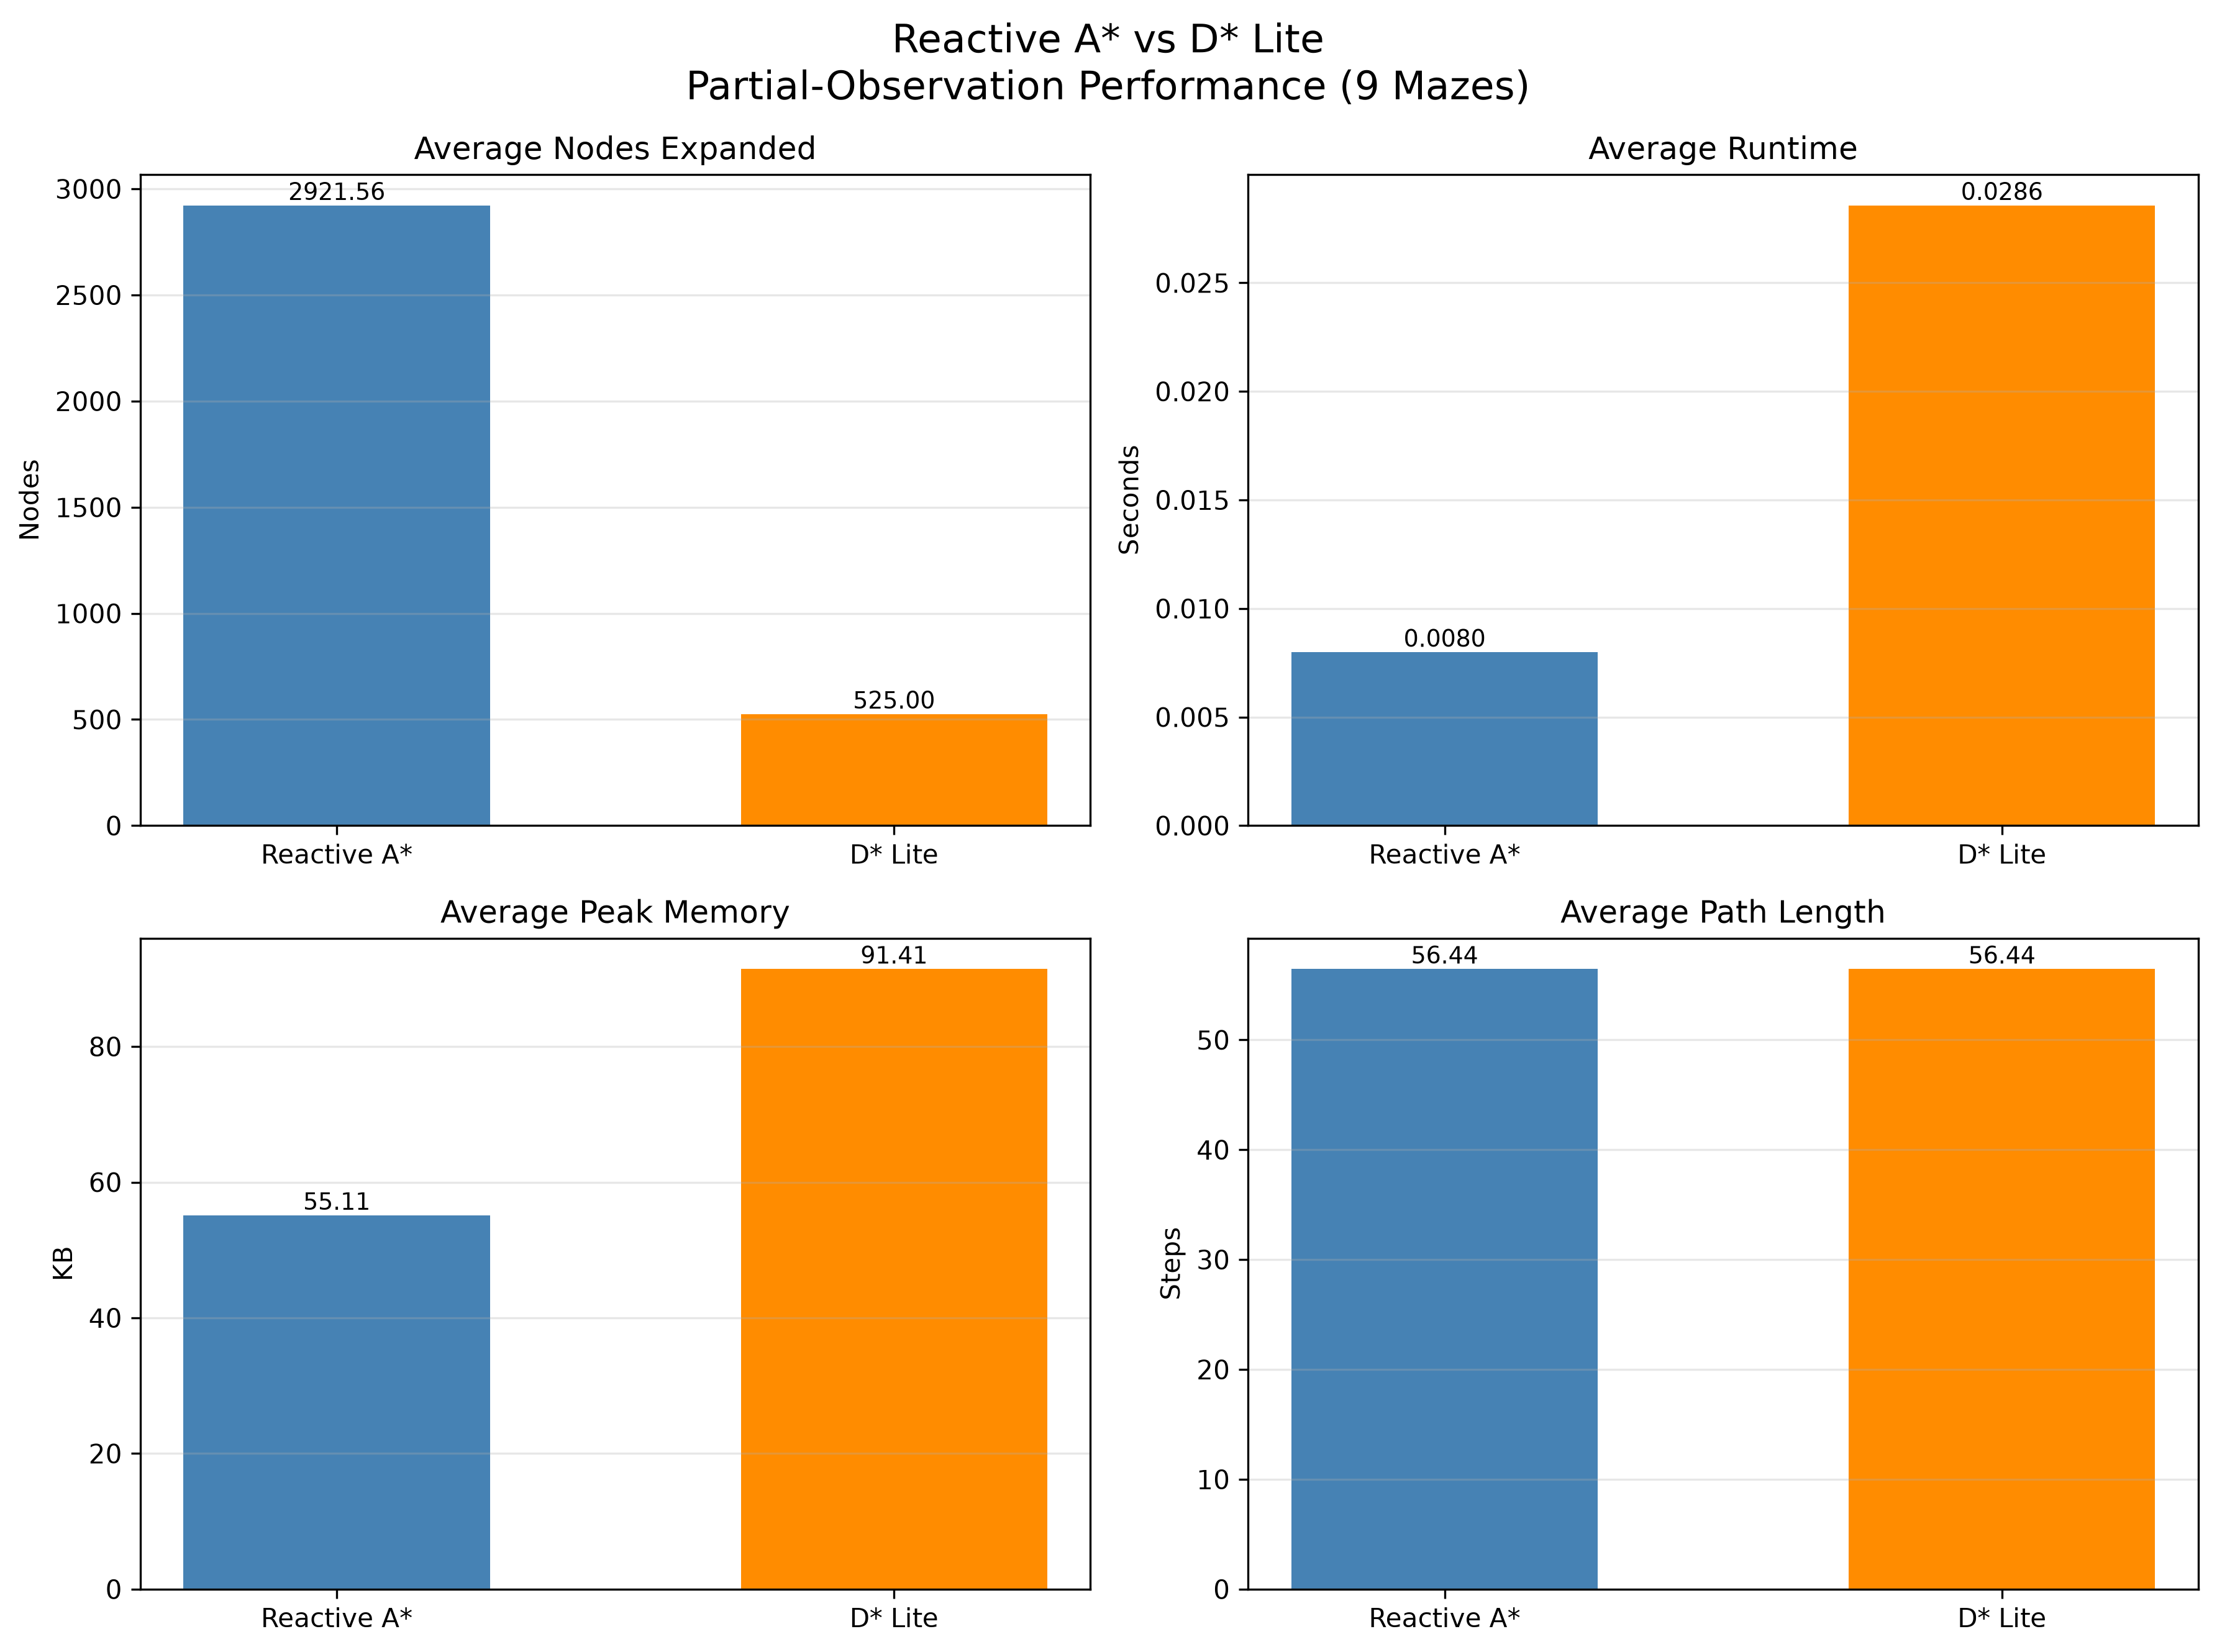 Reactive A* vs D* Lite
Partial-Observation Performance (9 Mazes)
Average Nodes Expanded
3000
2500
2000
1500
1000
500
0
Nodes
2921.56
525.00
Reactive A*
D* Lite
Average Runtime
0.025
0.020
0.015
0.010
0.005
0.000
Seconds
0.0080
0.0286
Reactive A*
D* Lite
Average Peak Memory
80
60
40
20
0
KB
55.11
91.41
Reactive A*
D* Lite
Average Path Length
50
40
30
20
10
0
Steps
56.44
56.44
Reactive A*
D* Lite